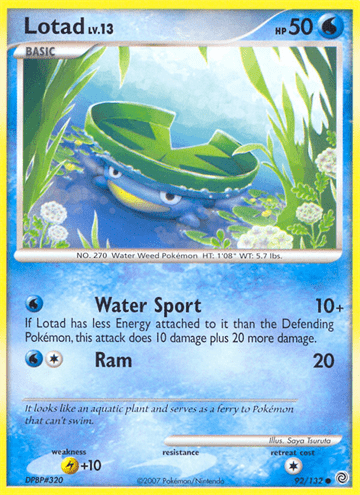 Lotad LV.13 HP 50
BASIC
NO. 270 Water Weed Pokémon HT: 1'08" WT: 5.7 lbs.
Water Sport 10+
If Lotad has less Energy attached to it than the Defending
Pokémon, this attack does 10 damage plus 20 more damage.
Ram 20
Illus. Saya Tsuruta
It looks like an aquatic plant and serves as a ferry to Pokémon
that can't swim.
weakness resistance retreat cost
+10
DPBP#320 ©2007 Pokémon/Nintendo 92/132